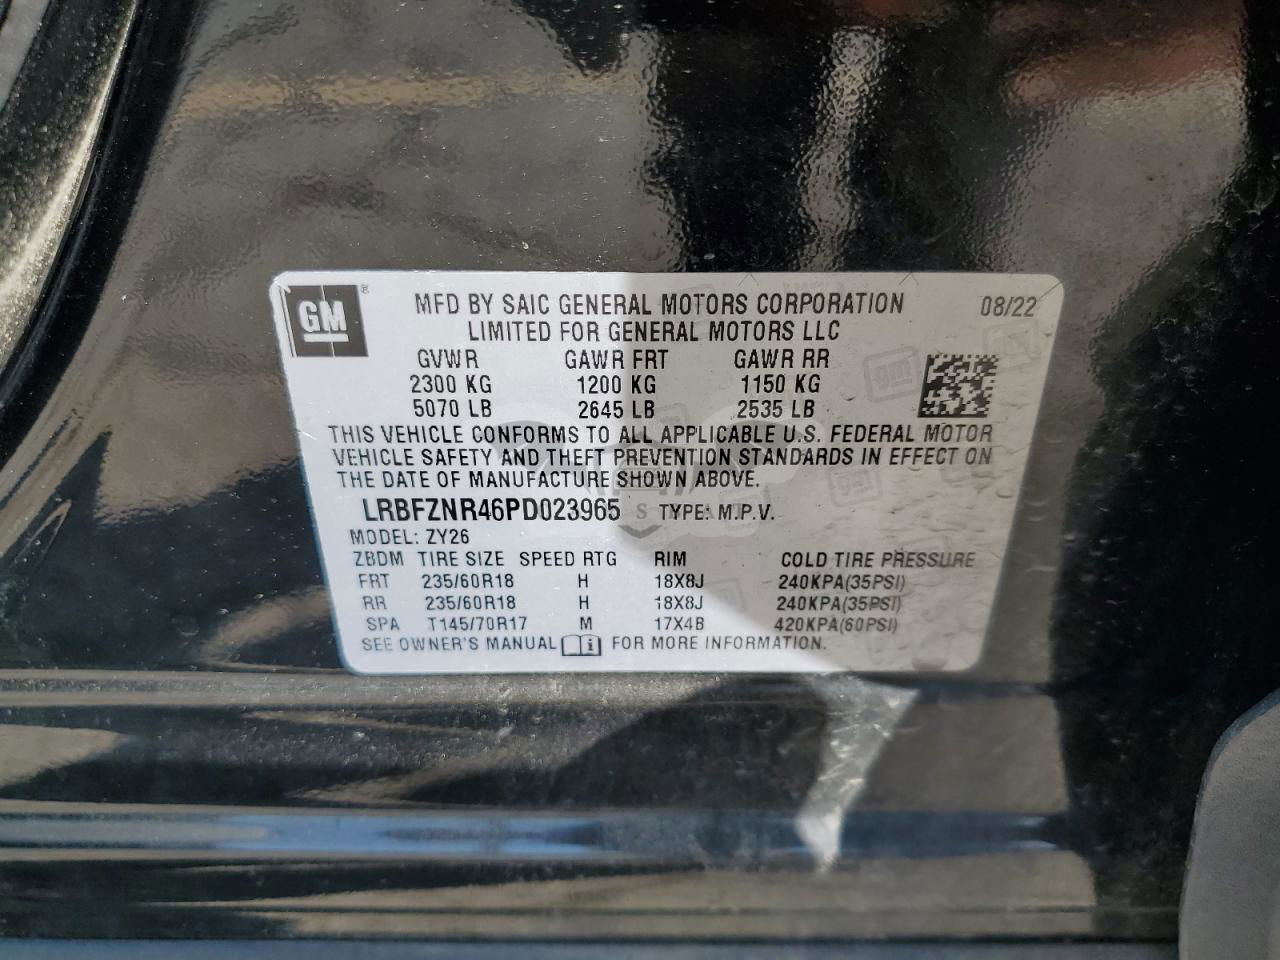 GM ®
MFD BY SAIC GENERAL MOTORS CORPORATION 08/22
LIMITED FOR GENERAL MOTORS LLC
GVWR GAWR FRT GAWR RR
2300 KG 1200 KG 1150 KG
5070 LB 2645 LB 2535 LB
THIS VEHICLE CONFORMS TO ALL APPLICABLE U.S. FEDERAL MOTOR
VEHICLE SAFETY AND THEFT PREVENTION STANDARDS IN EFFECT ON
THE DATE OF MANUFACTURE SHOWN ABOVE.
LRBFZNR46PD023965 TYPE: M.P.V.
MODEL: ZY26
ZBDM TIRE SIZE SPEED RTG RIM COLD TIRE PRESSURE
FRT 235/60R18 H 18X8J 240KPA(35PSI)
RR 235/60R18 H 18X8J 240KPA(35PSI)
SPA T145/70R17 M 17X4B 420KPA(60PSI)
SEE OWNER'S MANUAL i FOR MORE INFORMATION.